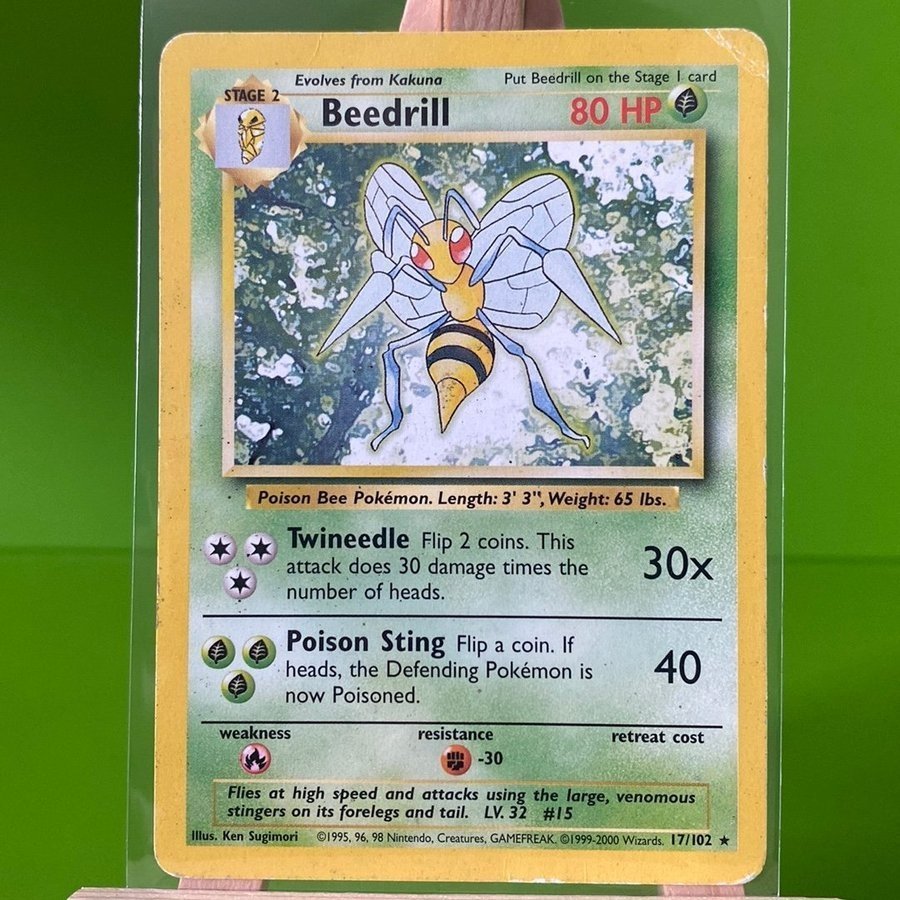 Evolves from Kakuna
Put Beedrill on the Stage 1 card
STAGE 2
Beedrill
80 HP
Poison Bee Pokémon. Length: 3' 3", Weight: 65 lbs.
Twineedle Flip 2 coins. This
attack does 30 damage times the
number of heads.
30x
Poison Sting Flip a coin. If
heads, the Defending Pokémon is
now Poisoned.
40
weakness
resistance
retreat cost
-30
Flies at high speed and attacks using the large, venomous
stingers on its forelegs and tail. LV. 32 #15
Illus. Ken Sugimori ©1995, 96, 98 Nintendo, Creatures, GAMEFREAK. ©1999-2000 Wizards. 17/102 ★